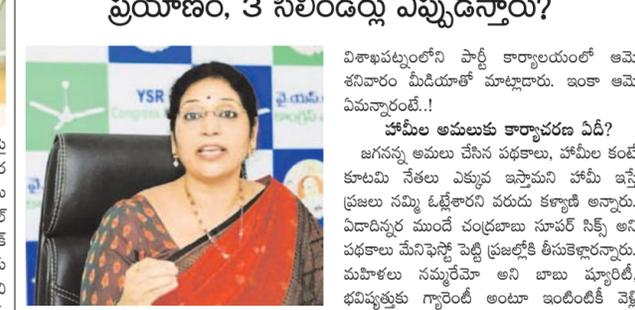 ప్రయాణం, 3 సిలిండర్లు ఎప్పుడిస్తారు?
YSR
Congress
వై.యస్.
కాంగ్రెస్
విశాఖపట్నంలోని పార్టీ కార్యాలయంలో ఆమె
శనివారం మీడియాతో మాట్లాడారు. ఇంకా ఆమె
ఏమన్నారంటే..!
హామీల అమలుకు కార్యాచరణ ఏదీ?
జగనన్న అమలు చేసిన పథకాలు, హామీల కంటే
కూటమి నేతలు ఎక్కువ ఇస్తామని హామీ ఇస్తే
ప్రజలు నమ్మి ఓట్లేశారని వరుదు కళ్యాణి అన్నారు.
ఏడాదిన్నర ముందే చంద్రబాబు సూపర్ సిక్స్ అని
పథకాలు మేనిఫెస్టో పెట్టి ప్రజల్లోకి తీసుకెళ్లారన్నారు.
మహిళలు నమ్మరేమో అని బాబు ష్యూరిటీ,
భవిష్యత్తుకు గ్యారెంటీ అంటూ ఇంటింటికీ వెళ్లి